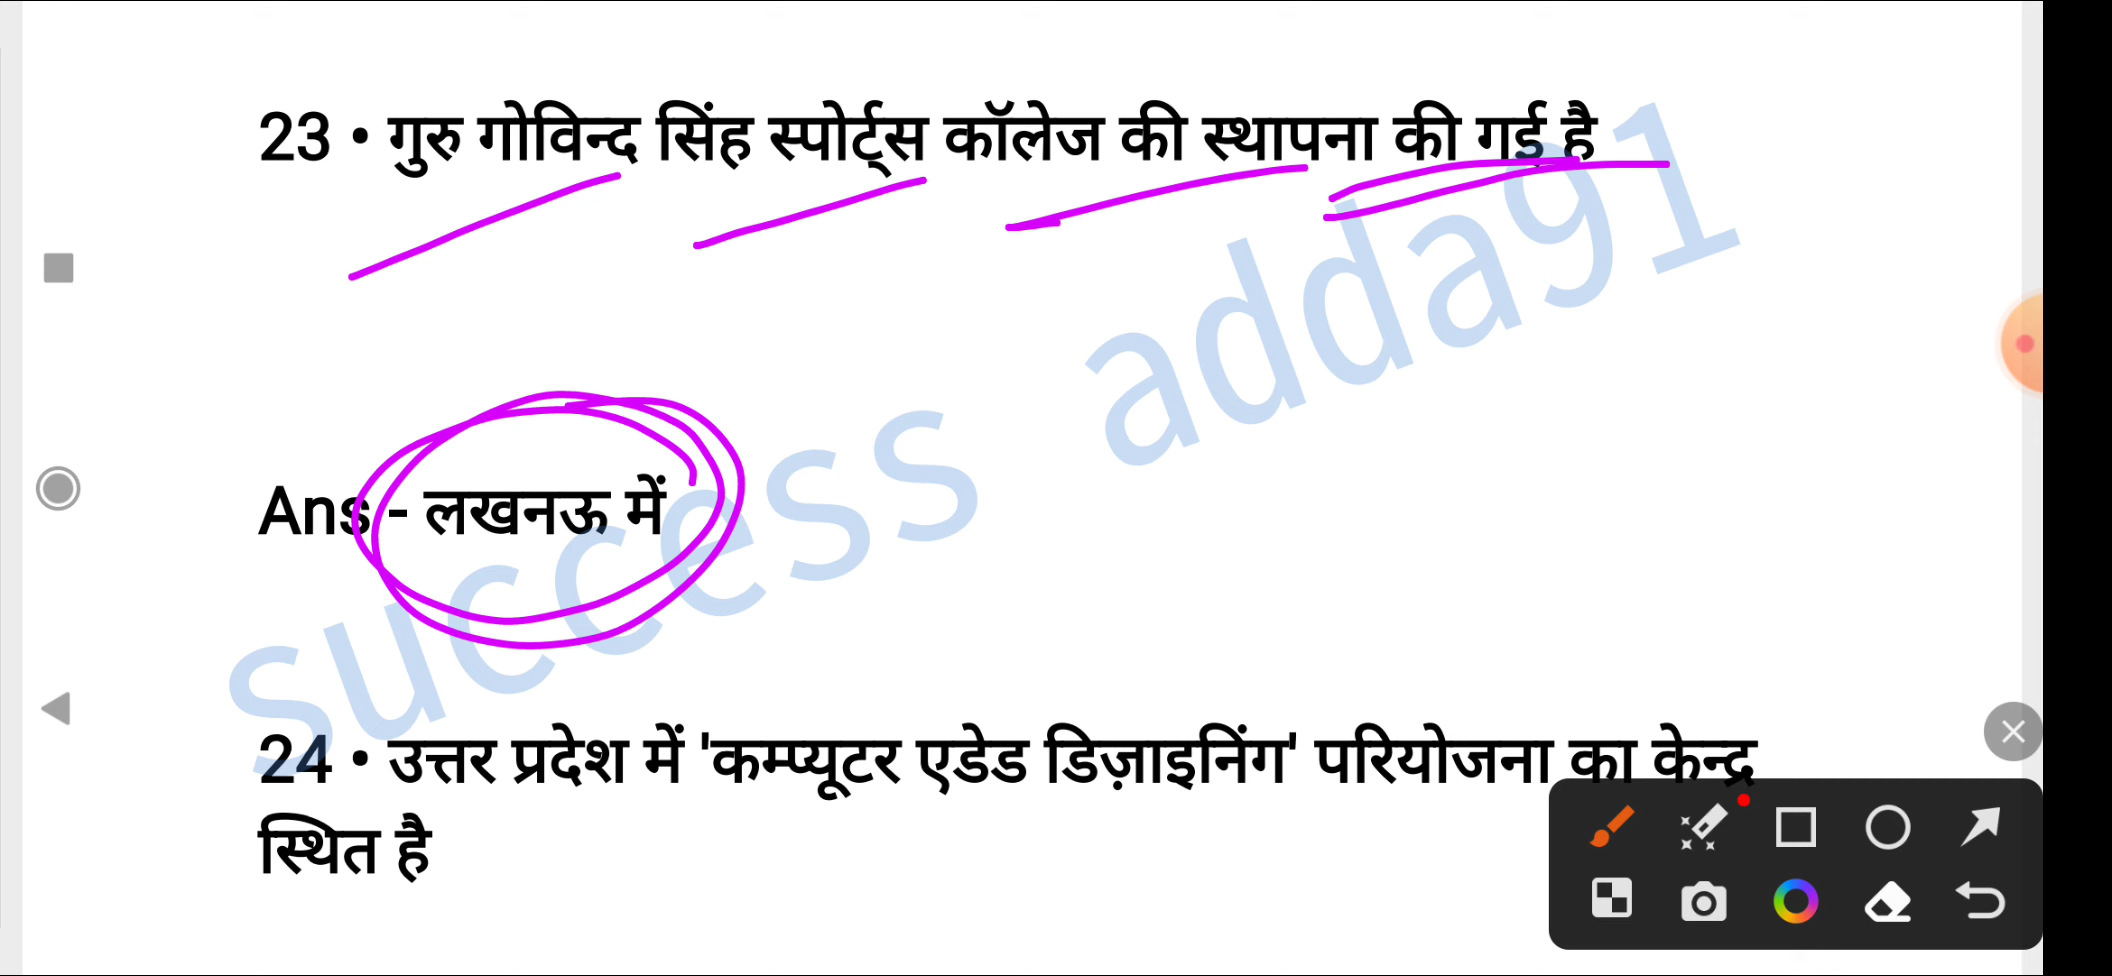 23 • गुरु गोविन्द सिंह स्पोर्ट्स कॉलेज की स्थापना की गई है
Ans - लखनऊ में
success adda91
24 • उत्तर प्रदेश में 'कम्प्यूटर एडेड डिज़ाइनिंग' परियोजना का केन्द्र
स्थित है